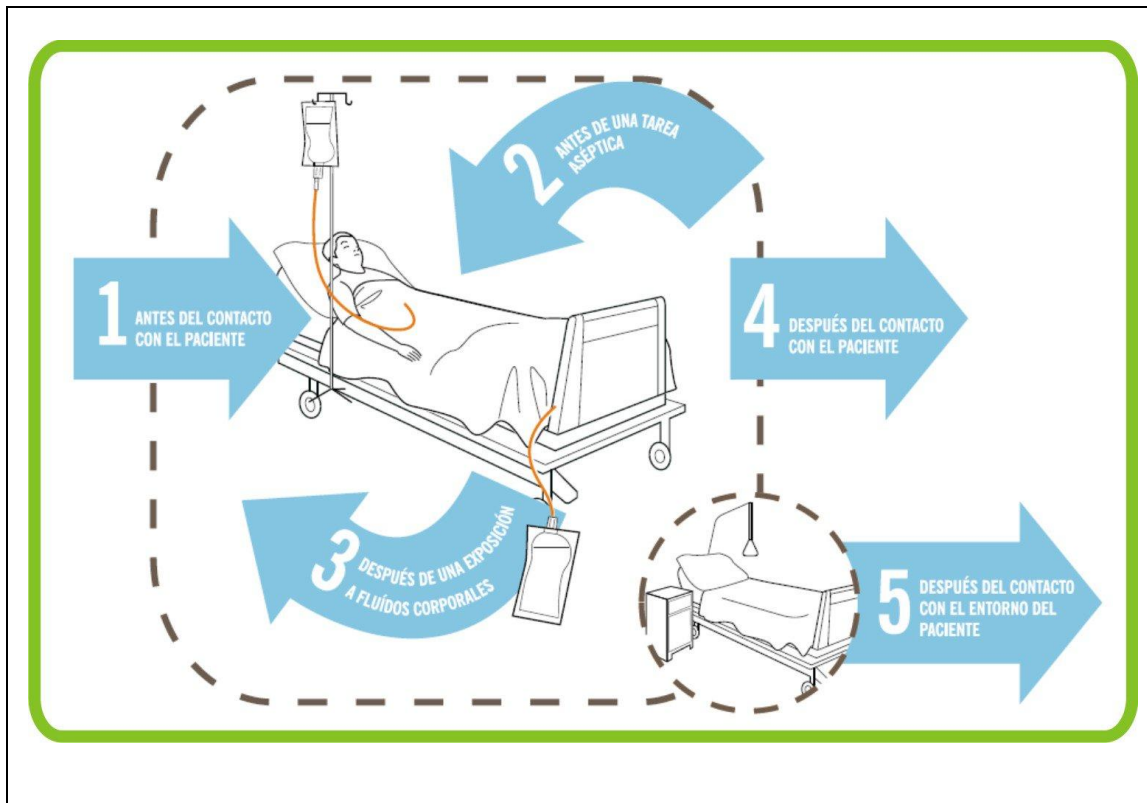 1
ANTES DEL CONTACTO
CON EL PACIENTE
2
ANTES DE UNA TAREA
ASÉPTICA
3
DESPUÉS DE UNA EXPOSICIÓN
A FLUÍDOS CORPORALES
4
DESPUÉS DEL CONTACTO
CON EL PACIENTE
5
DESPUÉS DEL CONTACTO
CON EL ENTORNO DEL
PACIENTE